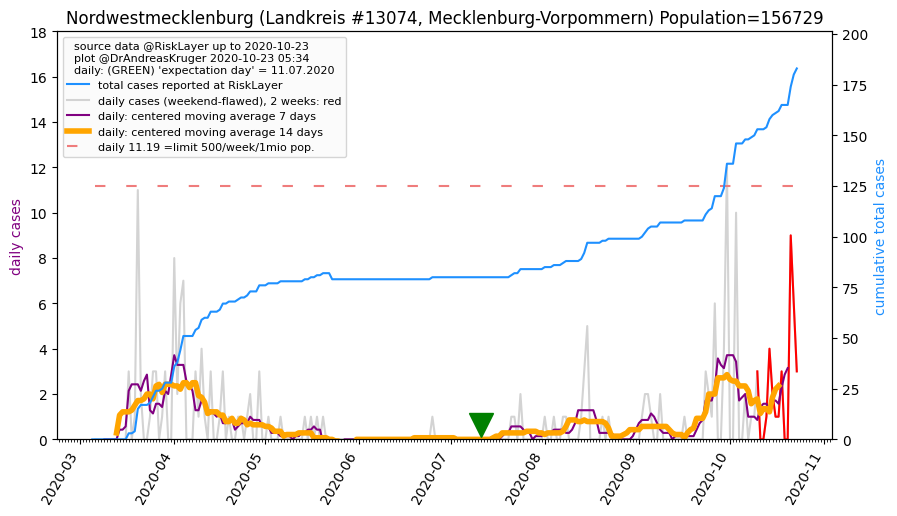 Nordwestmecklenburg (Landkreis #13074, Mecklenburg-Vorpommern) Population=156729
source data @RiskLayer up to 2020-10-23
plot @DrAndreasKruger 2020-10-23 05:34
daily: (GREEN) 'expectation day' = 11.07.2020
total cases reported at RiskLayer
daily cases (weekend-flawed), 2 weeks: red
daily: centered moving average 7 days
daily: centered moving average 14 days
daily 11.19 =limit 500/week/1mio pop.
daily cases
18
16
14
12
10
8
6
4
2
0
cumulative total cases
200
175
150
125
100
75
50
25
0
2020-03
2020-04
2020-05
2020-06
2020-07
2020-08
2020-09
2020-10
2020-11